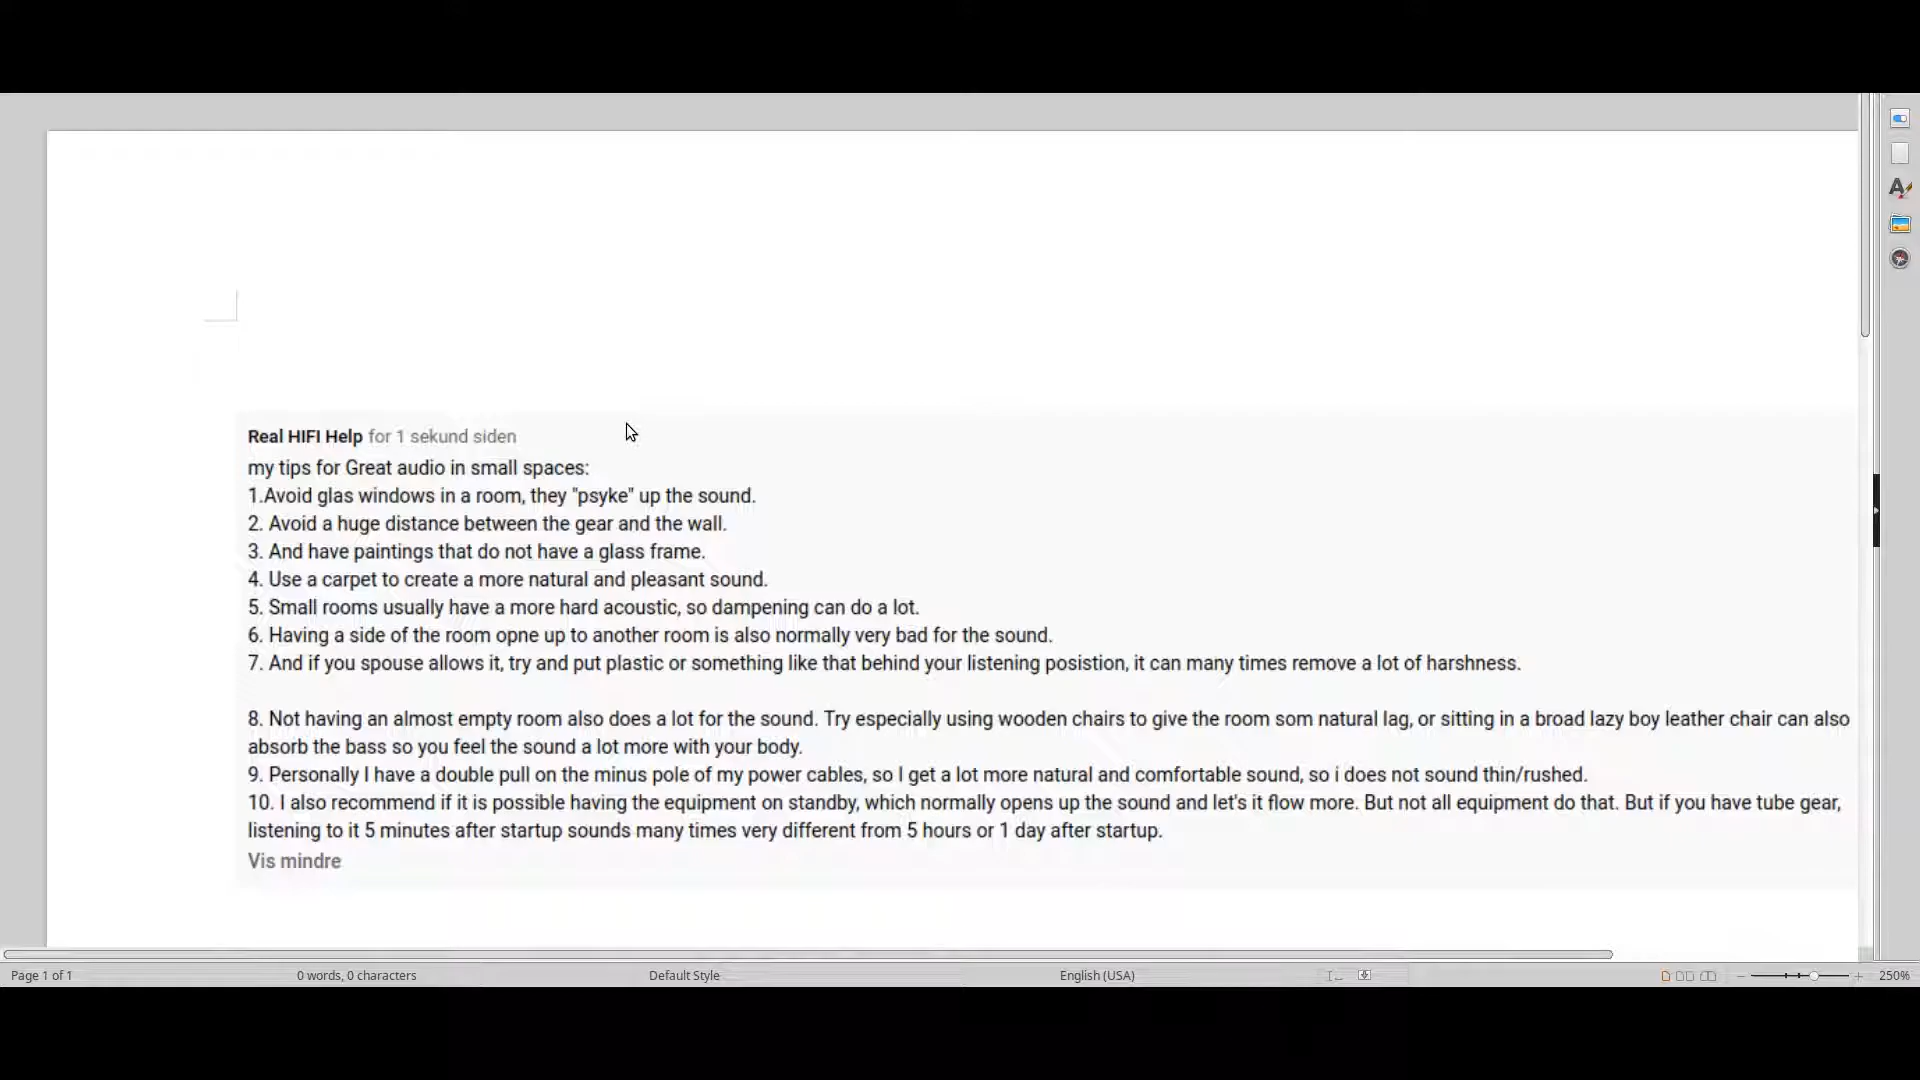 Real HIFI Help for 1 sekund siden
my tips for Great audio in small spaces:
1.Avoid glas windows in a room, they "psyke" up the sound.
2. Avoid a huge distance between the gear and the wall.
3. And have paintings that do not have a glass frame.
4. Use a carpet to create a more natural and pleasant sound.
5. Small rooms usually have a more hard acoustic, so dampening can do a lot.
6. Having a side of the room opne up to another room is also normally very bad for the sound.
7. And if you spouse allows it, try and put plastic or something like that behind your listening posistion, it can many times remove a lot of harshness.
8. Not having an almost empty room also does a lot for the sound. Try especially using wooden chairs to give the room som natural lag, or sitting in a broad lazy boy leather chair can also
absorb the bass so you feel the sound a lot more with your body.
9. Personally I have a double pull on the minus pole of my power cables, so I get a lot more natural and comfortable sound, so i does not sound thin/rushed.
10. I also recommend if it is possible having the equipment on standby, which normally opens up the sound and let's it flow more. But not all equipment do that. But if you have tube gear,
listening to it 5 minutes after startup sounds many times very different from 5 hours or 1 day after startup.
Vis mindre
Page 1 of 1 0 words, 0 characters Default Style English (USA) 250%